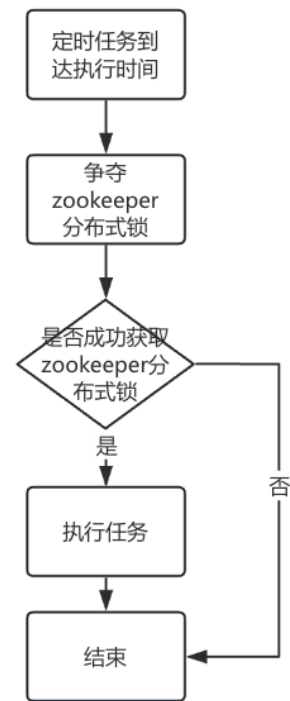 定时任务到
达执行时间
争夺
zookeeper
分布式锁
是否成功获取
zookeeper分
布式锁
是
否
执行任务
结束